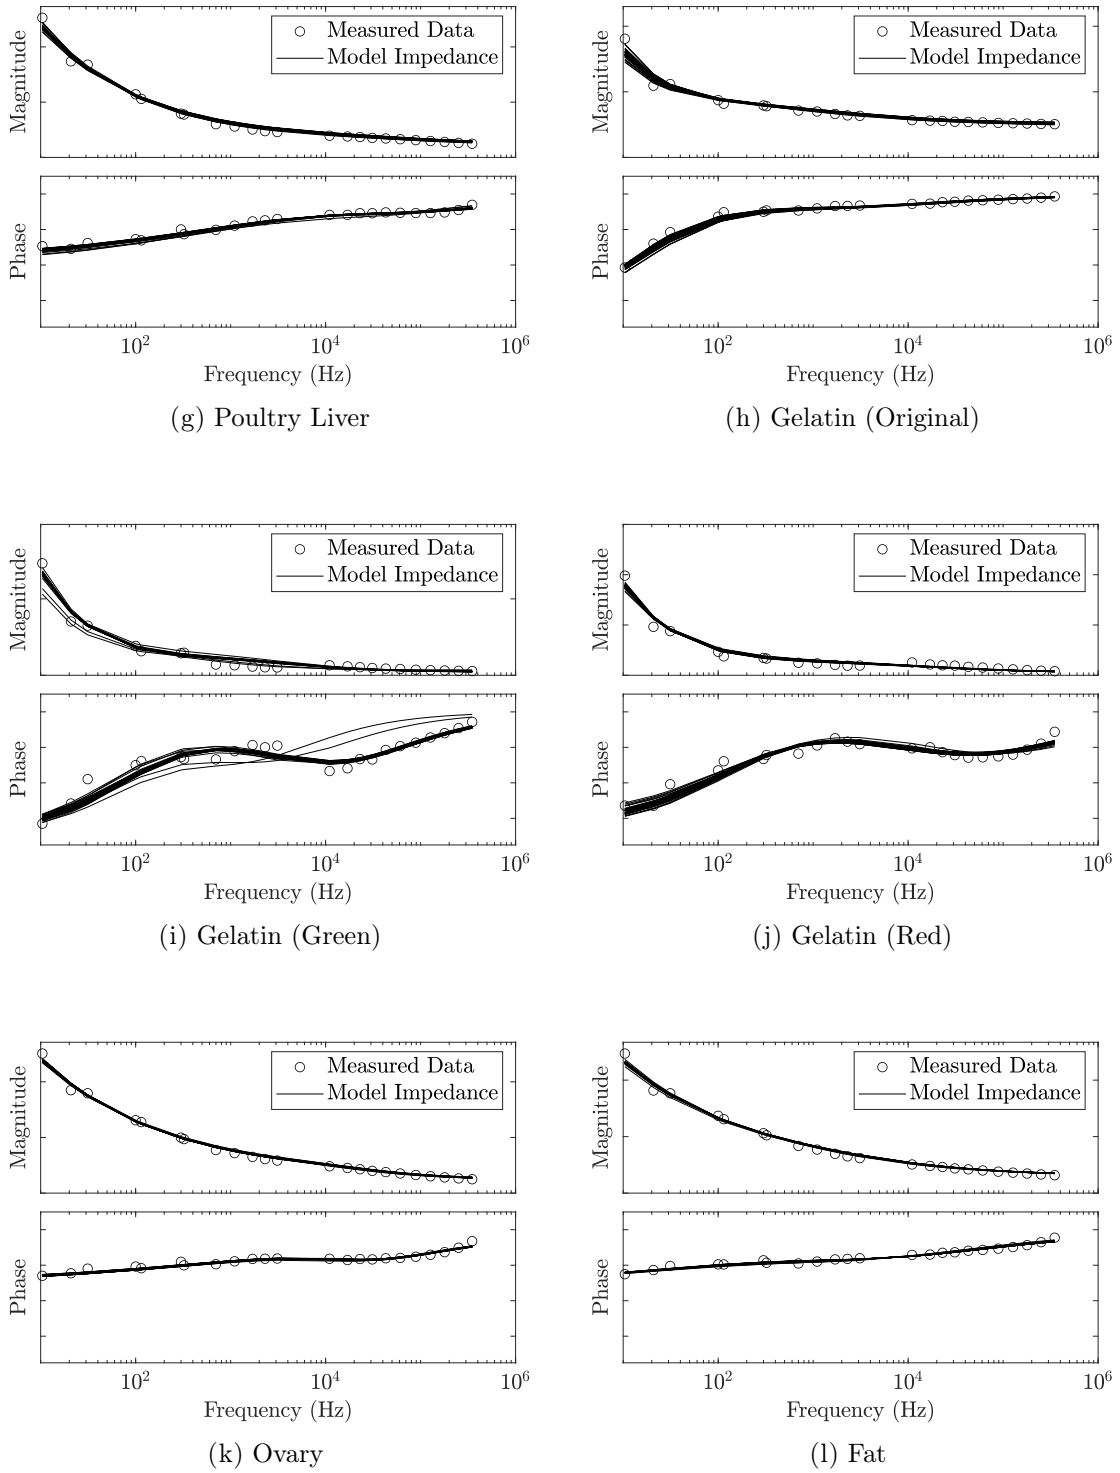 Magnitude
Measured Data
Model Impedance
Phase
10^2
10^4
10^6
Frequency (Hz)
(g) Poultry Liver
Magnitude
Measured Data
Model Impedance
Phase
10^2
10^4
10^6
Frequency (Hz)
(h) Gelatin (Original)
Magnitude
Measured Data
Model Impedance
Phase
10^2
10^4
10^6
Frequency (Hz)
(i) Gelatin (Green)
Magnitude
Measured Data
Model Impedance
Phase
10^2
10^4
10^6
Frequency (Hz)
(j) Gelatin (Red)
Magnitude
Measured Data
Model Impedance
Phase
10^2
10^4
10^6
Frequency (Hz)
(k) Ovary
Magnitude
Measured Data
Model Impedance
Phase
10^2
10^4
10^6
Frequency (Hz)
(l) Fat